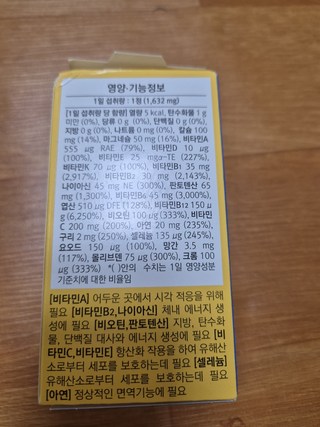 영양·기능정보
1일 섭취량 : 1정 (1,632 mg)
[1일 섭취량 당 함량] 열량 5 kcal, 탄수화물 1 g
미만 (0%), 당류 0 g (0%), 단백질 0 g (0%),
지방 0 g (0%), 나트륨 0 mg (0%), 칼슘 100
mg (14%), 마그네슘 50 mg (16%), 비타민A
555 μg RAE (79%), 비타민D 10 μg
(100%), 비타민E 25 mgα-TE (227%),
비타민K 70 μg (100%), 비타민B1 35 mg
(2,917%), 비타민B2 30 mg (2,143%),
나이아신 45 mg NE (300%), 판토텐산 65
mg (1,300%), 비타민B6 45 mg (3,000%),
엽산 510 μg DFE (128%), 비타민B12 150 μ
g (6,250%), 비오틴 100 μg (333%), 비타민
C 200 mg (200%), 아연 20 mg (235%),
구리 2 mg (250%), 셀레늄 135 μg (245%),
요오드 150 μg (100%), 망간 3.5 mg
(117%), 몰리브덴 75 μg (300%), 크롬 100
μg (333%) *( )안의 수치는 1일 영양성분
기준치에 대한 비율임
[비타민A] 어두운 곳에서 시각 적응을 위해
필요 [비타민B2,나이아신] 체내 에너지 생
성에 필요 [비오틴,판토텐산] 지방, 탄수화
물, 단백질 대사와 에너지 생성에 필요 [비
타민C,비타민E] 항산화 작용을 하여 유해산
소로부터 세포를 보호하는데 필요 [셀레늄]
유해산소로부터 세포를 보호하는데 필요
[아연] 정상적인 면역기능에 필요